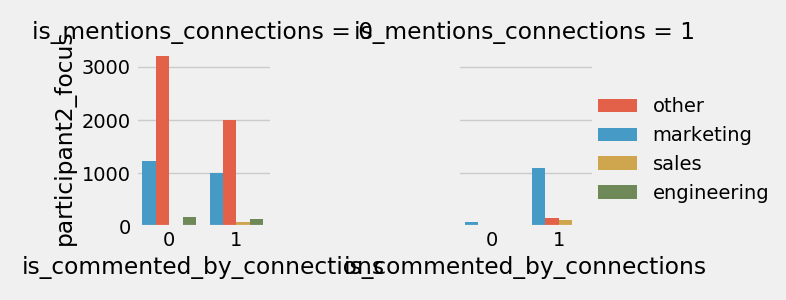 is_mentions_connections = 0
is_mentions_connections = 1
participant2_focus
3000
2000
1000
0
0 1
0 1
is_commented_by_connections
is_commented_by_connections
other
marketing
sales
engineering